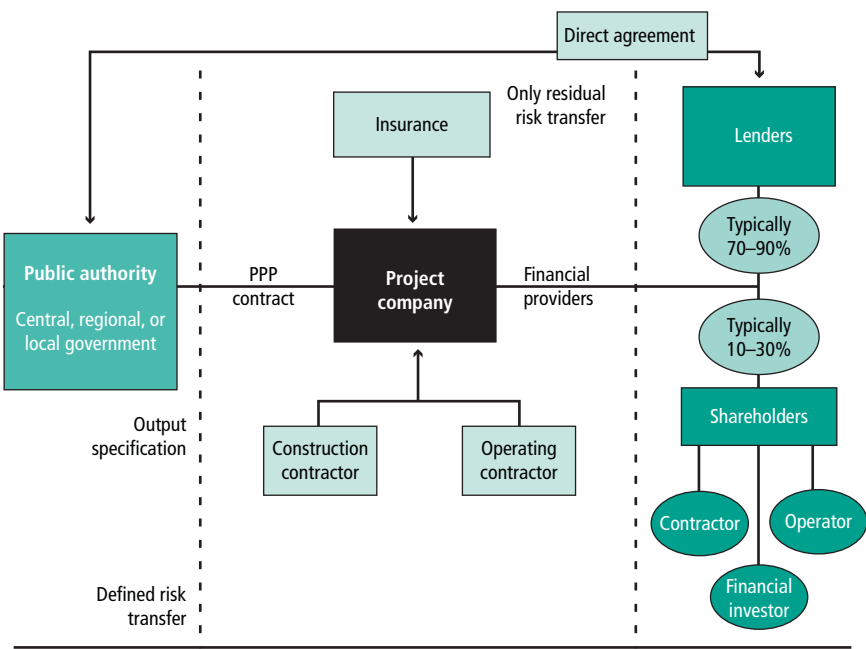 Direct agreement
Only residual
risk transfer
Insurance
Lenders
Typically
70–90%
Public authority
Central, regional, or
local government
PPP
contract
Project
company
Financial
providers
Typically
10–30%
Output
specification
Construction
contractor
Operating
contractor
Shareholders
Contractor
Operator
Financial
investor
Defined risk
transfer